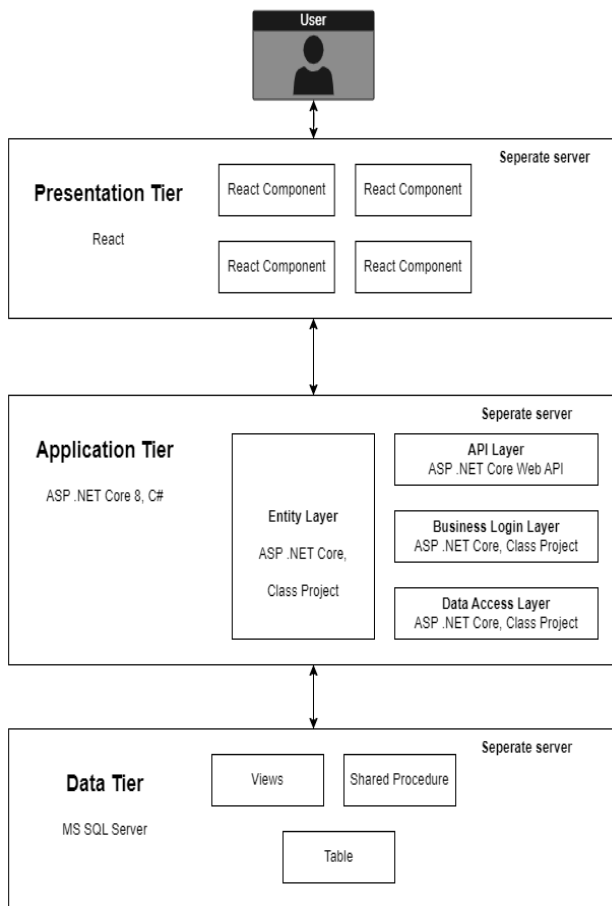 User
Seperate server
Presentation Tier
React
React Component
React Component
React Component
React Component
Seperate server
Application Tier
ASP .NET Core 8, C#
Entity Layer
ASP .NET Core,
Class Project
API Layer
ASP .NET Core Web API
Business Login Layer
ASP .NET Core, Class Project
Data Access Layer
ASP .NET Core, Class Project
Seperate server
Data Tier
MS SQL Server
Views
Shared Procedure
Table